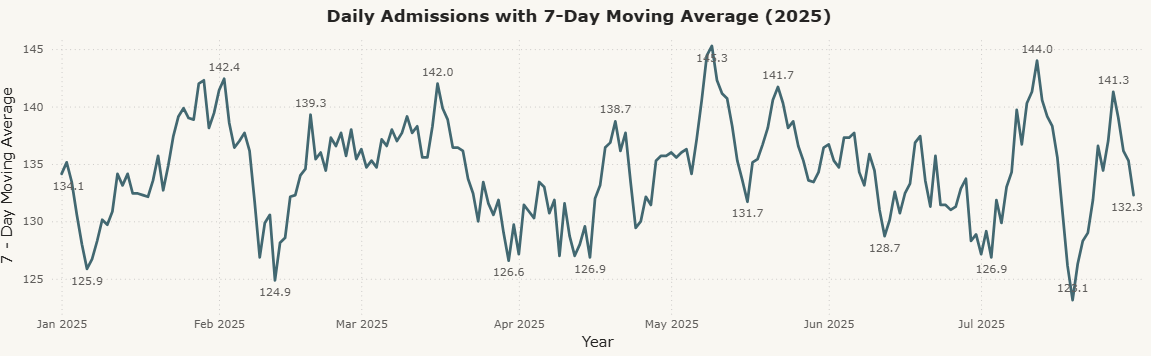 Daily Admissions with 7-Day Moving Average (2025)
7 - Day Moving Average
145
140
135
130
125
134.1
125.9
142.4
124.9
139.3
142.0
126.6
126.9
138.7
145.3
131.7
141.7
128.7
126.9
144.0
123.1
141.3
132.3
Jan 2025
Feb 2025
Mar 2025
Apr 2025
May 2025
Jun 2025
Jul 2025
Year